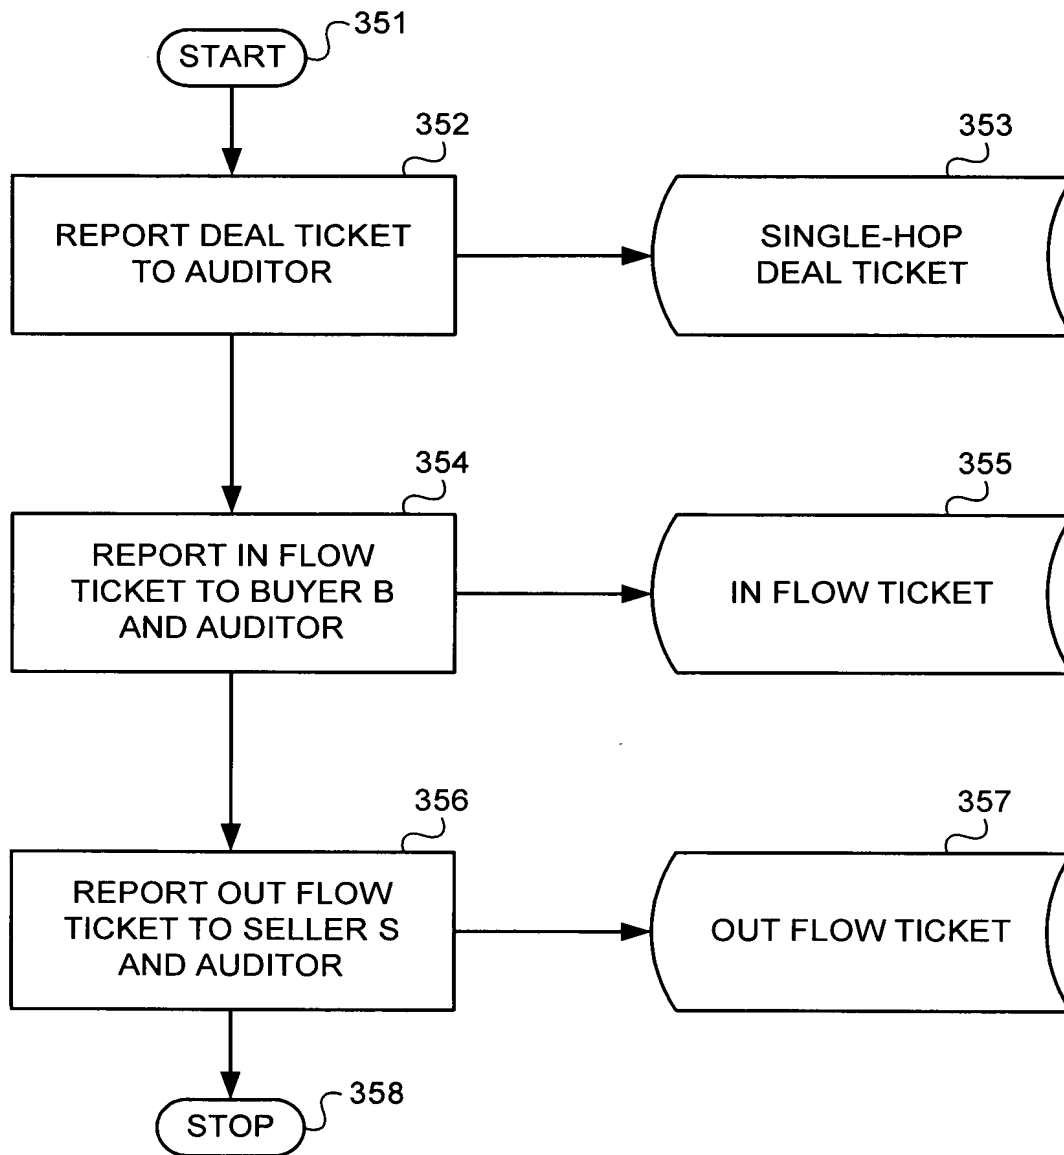 351
START
352
353
REPORT DEAL TICKET
TO AUDITOR
SINGLE-HOP
DEAL TICKET
354
355
REPORT IN FLOW
TICKET TO BUYER B
AND AUDITOR
IN FLOW TICKET
356
357
REPORT OUT FLOW
TICKET TO SELLER S
AND AUDITOR
OUT FLOW TICKET
358
STOP